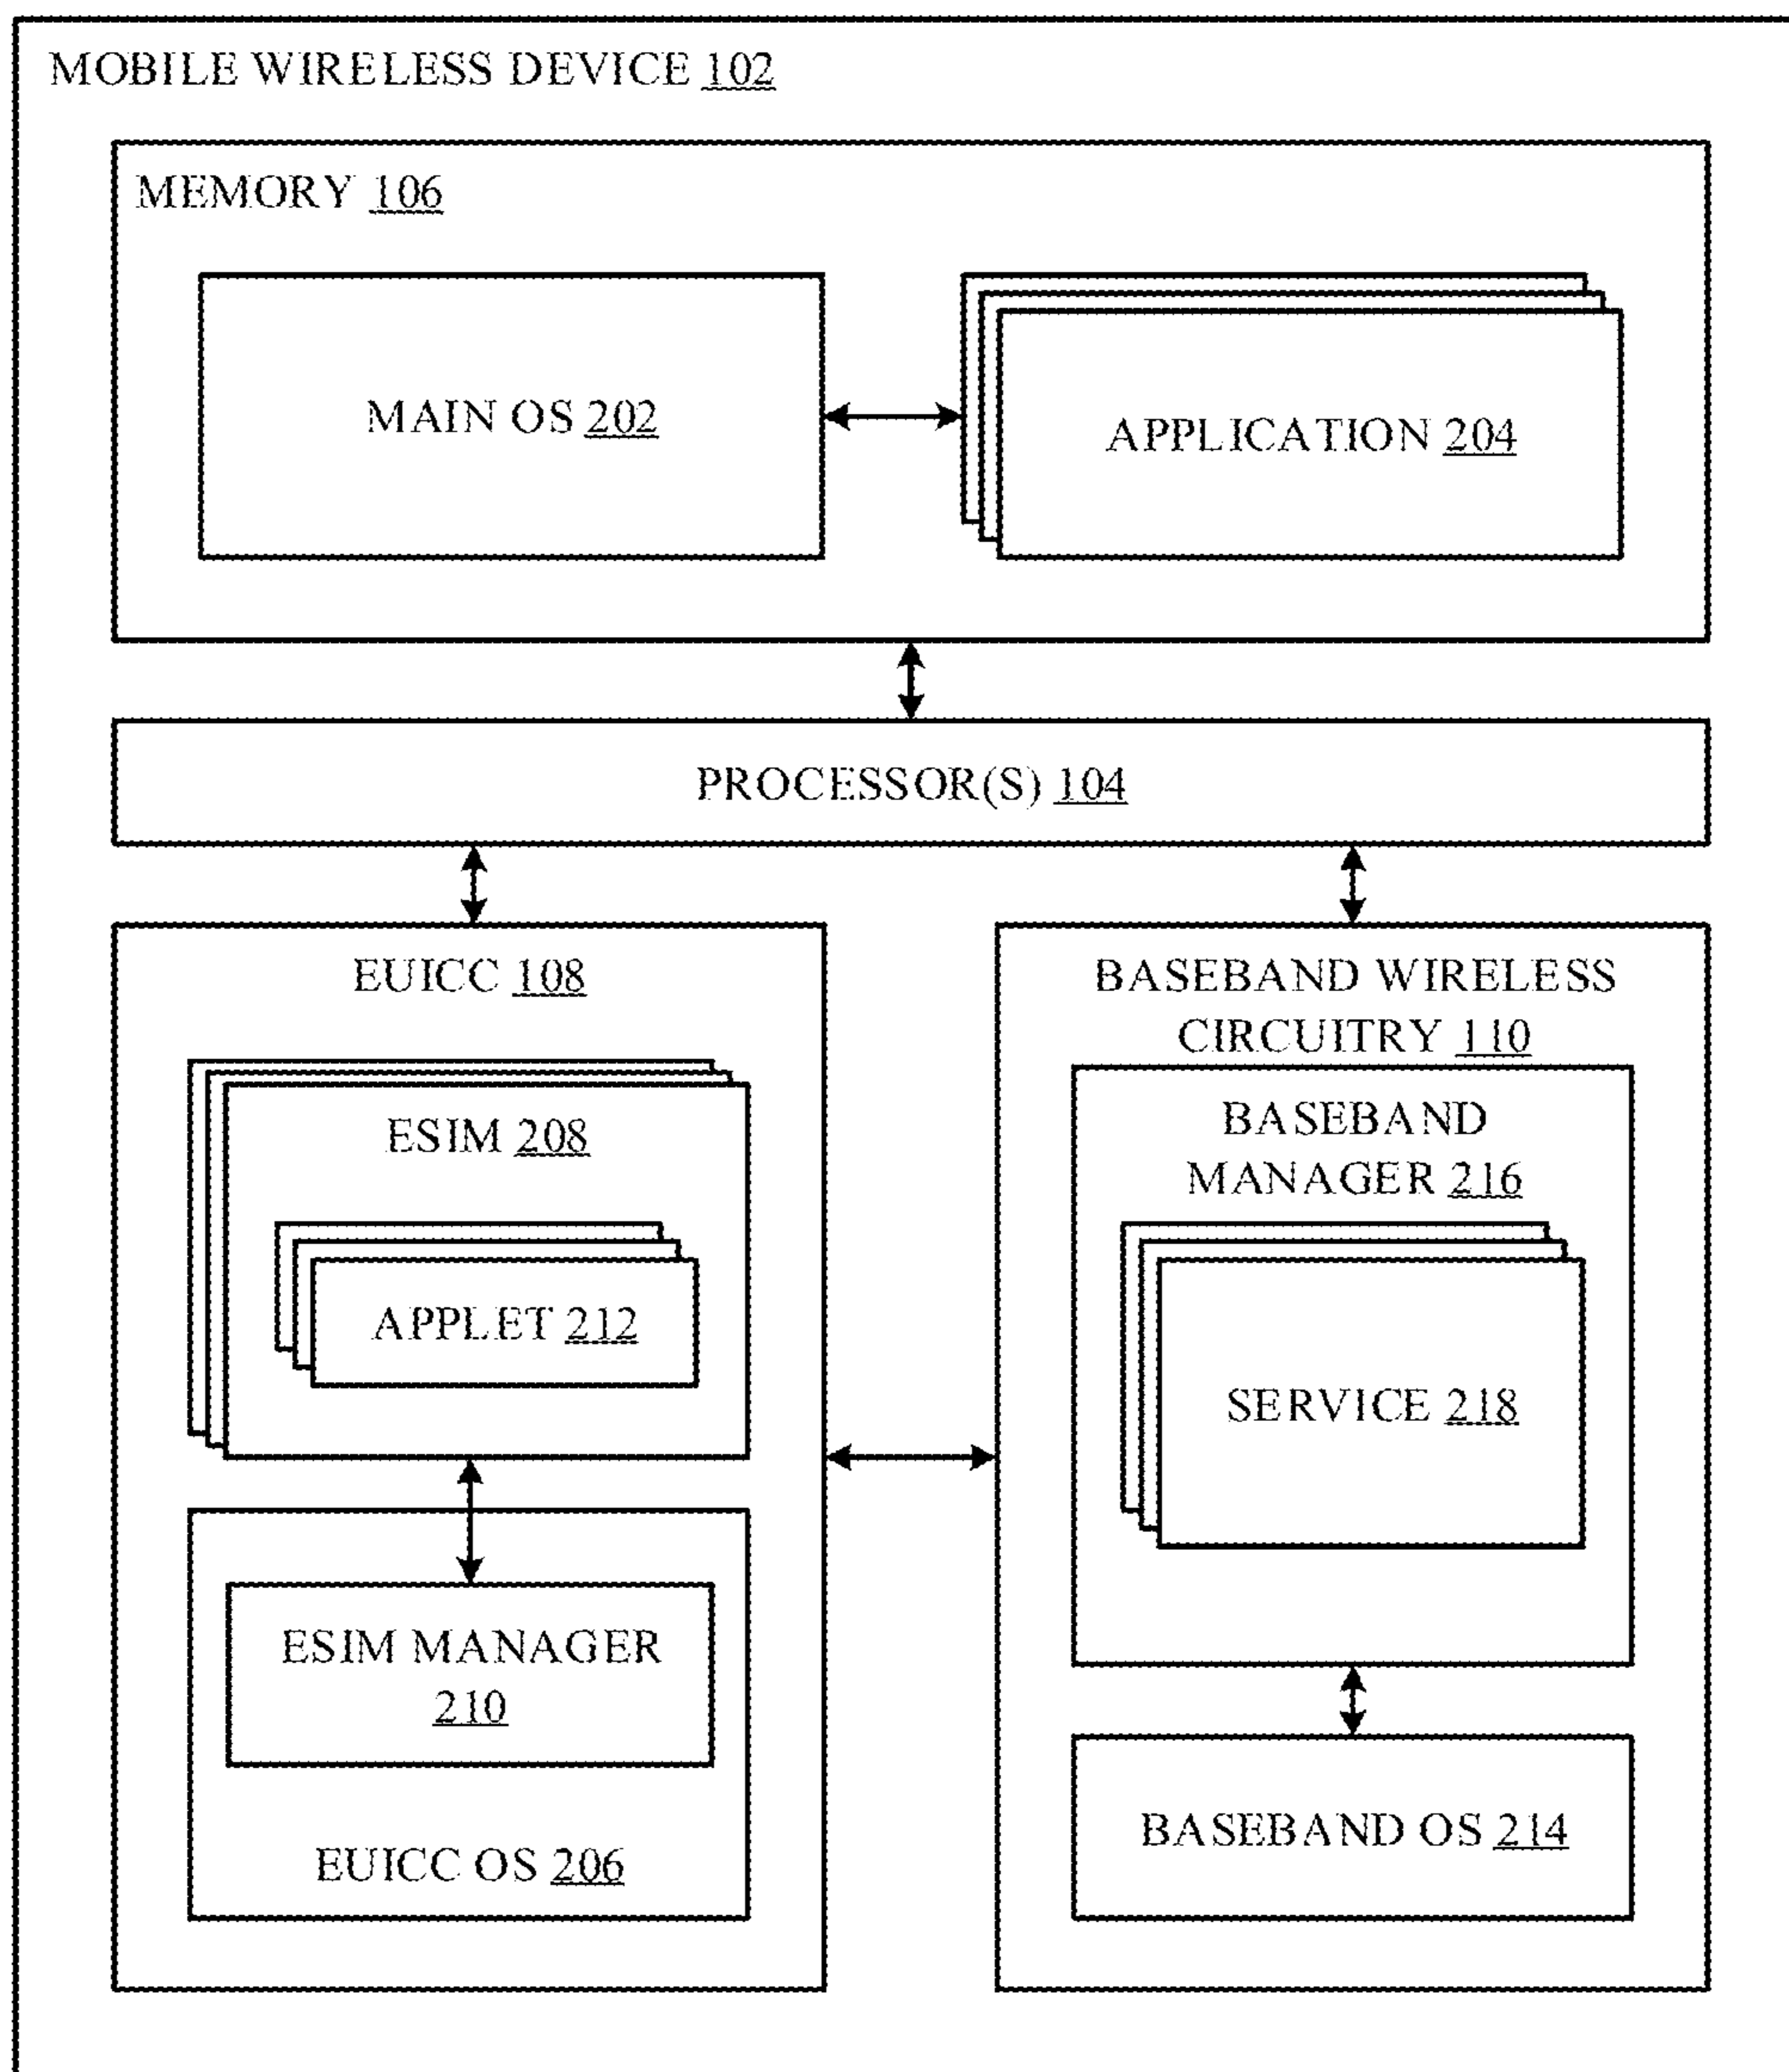 MOBILE WIRELESS DEVICE 102
MEMORY 106
MAIN OS 202
APPLICATION 204
PROCESSOR(S) 104
EUICC 108
ESIM 208
APPLET 212
ESIM MANAGER
210
EUICC OS 206
BASEBAND WIRELESS
CIRCUITRY 110
BASEBAND
MANAGER 216
SERVICE 218
BASEBAND OS 214